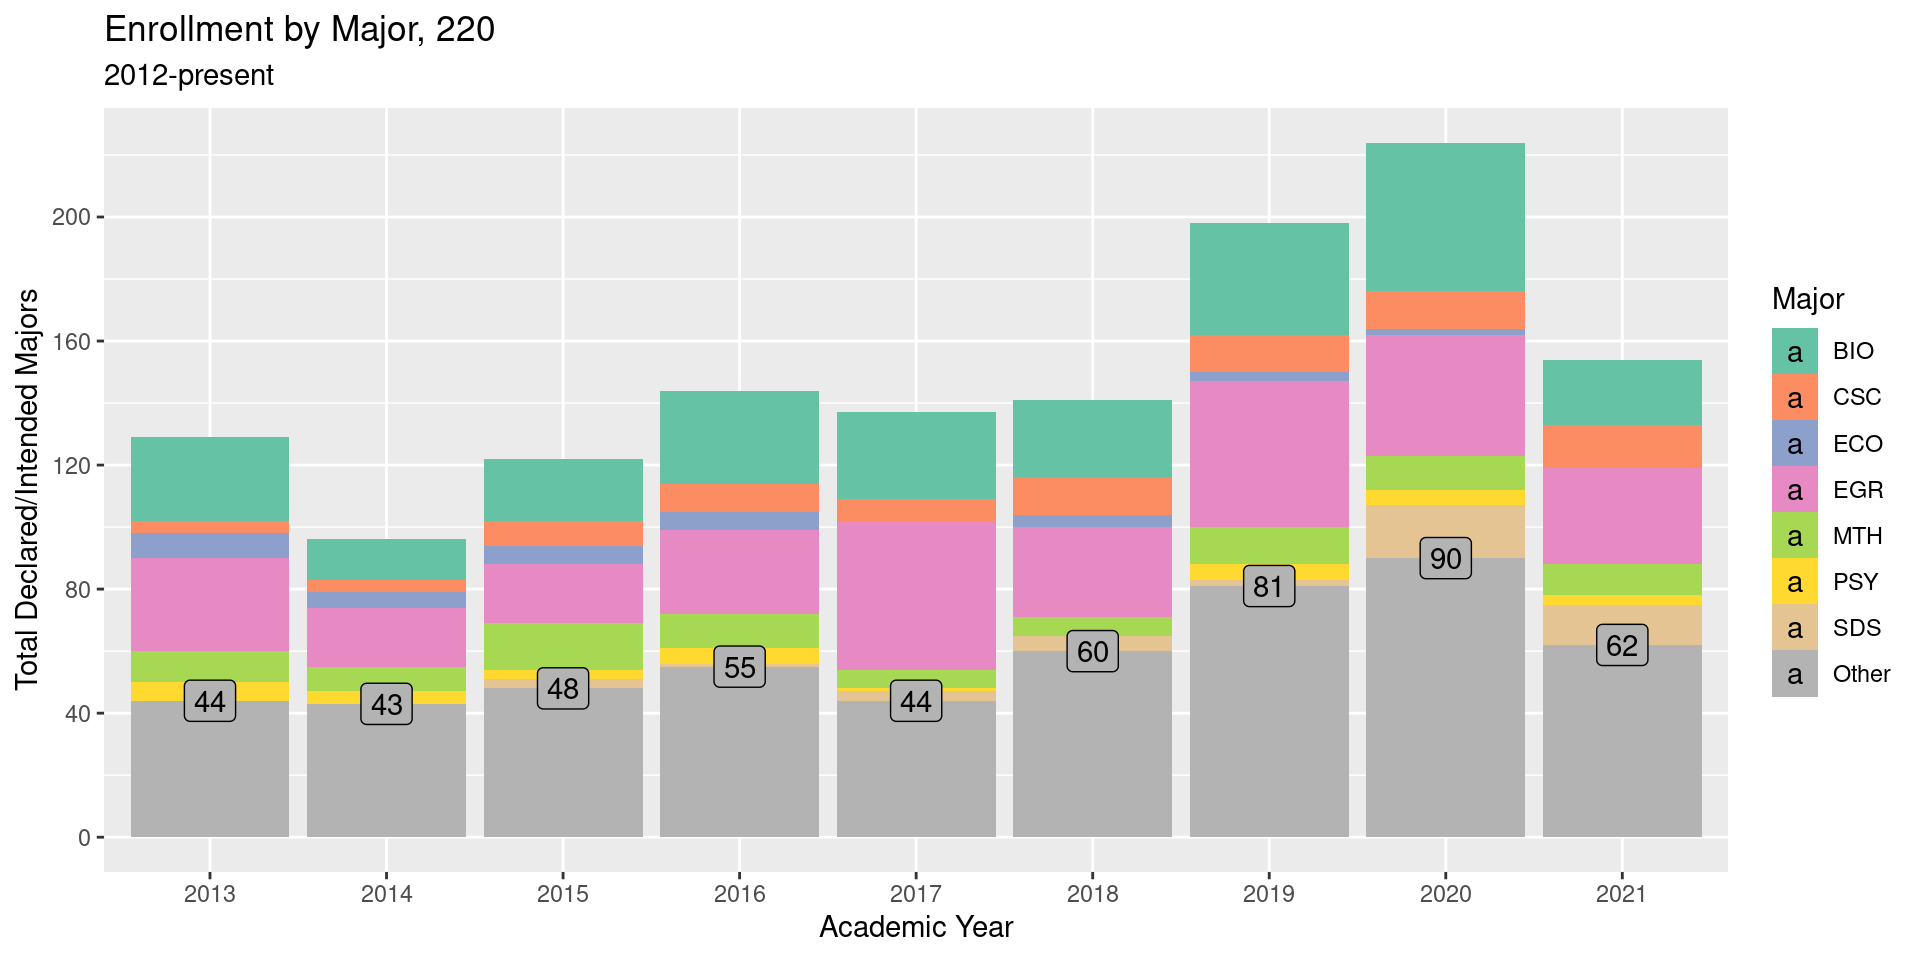 Enrollment by Major, 220
2012-present
Total Declared/Intended Majors
200
160
120
80
40
0
44
43
48
55
44
60
81
90
62
2013 2014 2015 2016 2017 2018 2019 2020 2021
Academic Year
Major
a BIO
a CSC
a ECO
a EGR
a MTH
a PSY
a SDS
a Other